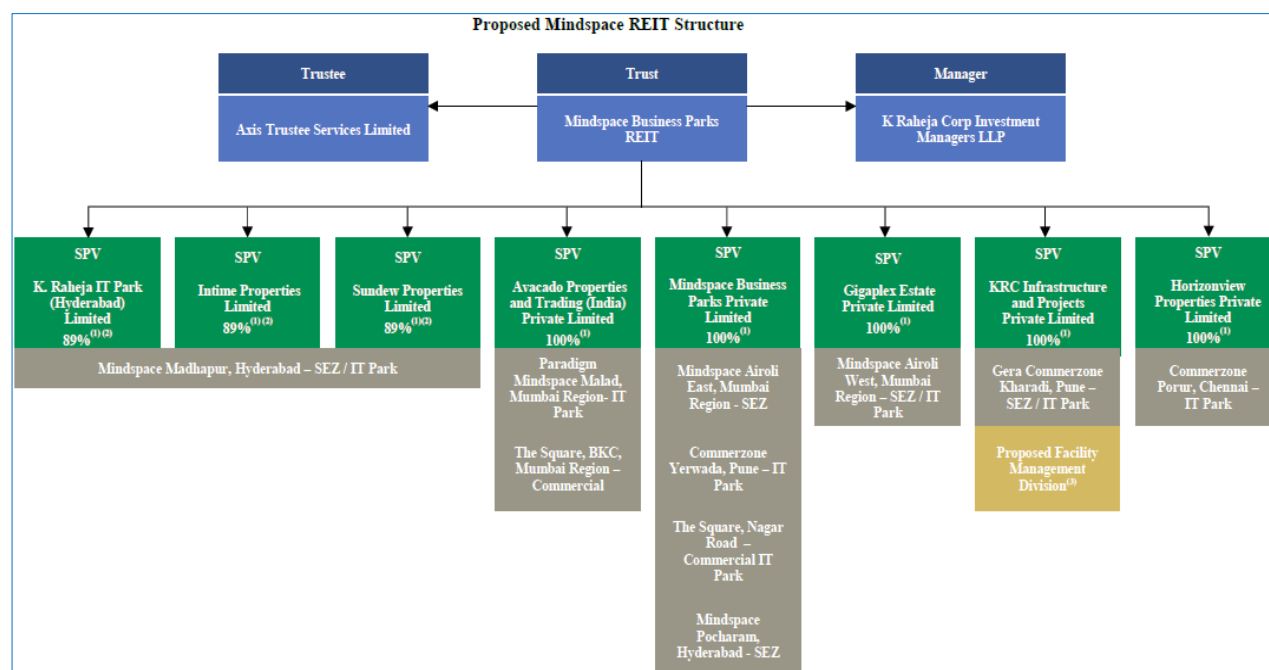 Proposed Mindspace REIT Structure
Trustee
Axis Trustee Services Limited
Trust
Mindspace Business Parks
REIT
Manager
K Raheja Corp Investment
Managers LLP
SPV
K. Raheja IT Park
(Hyderabad)
Limited
89%(1) (2)
SPV
Intime Properties
Limited
89%(1) (2)
SPV
Sundew Properties
Limited
89%(1)(2)
Mindspace Madhapur, Hyderabad – SEZ / IT Park
SPV
Avacado Properties
and Trading (India)
Private Limited
100%(1)
Paradigm
Mindspace Malad,
Mumbai Region- IT
Park
The Square, BKC,
Mumbai Region –
Commercial
SPV
Mindspace Business
Parks Private
Limited
100%(1)
Mindspace Airoli
East, Mumbai
Region - SEZ
Commerzone
Yerwada, Pune – IT
Park
The Square, Nagar
Road –
Commercial IT
Park
Mindspace
Pocharam,
Hyderabad - SEZ
SPV
Gigaplex Estate
Private Limited
100%(1)
Mindspace Airoli
West, Mumbai
Region – SEZ / IT
Park
SPV
KRC Infrastructure
and Projects
Private Limited
100%(1)
Gera Commerzone
Kharadi, Pune –
SEZ / IT Park
Proposed Facility
Management
Division(3)
SPV
Horizonview
Properties Private
Limited
100%(1)
Commerzone
Porur, Chennai –
IT Park